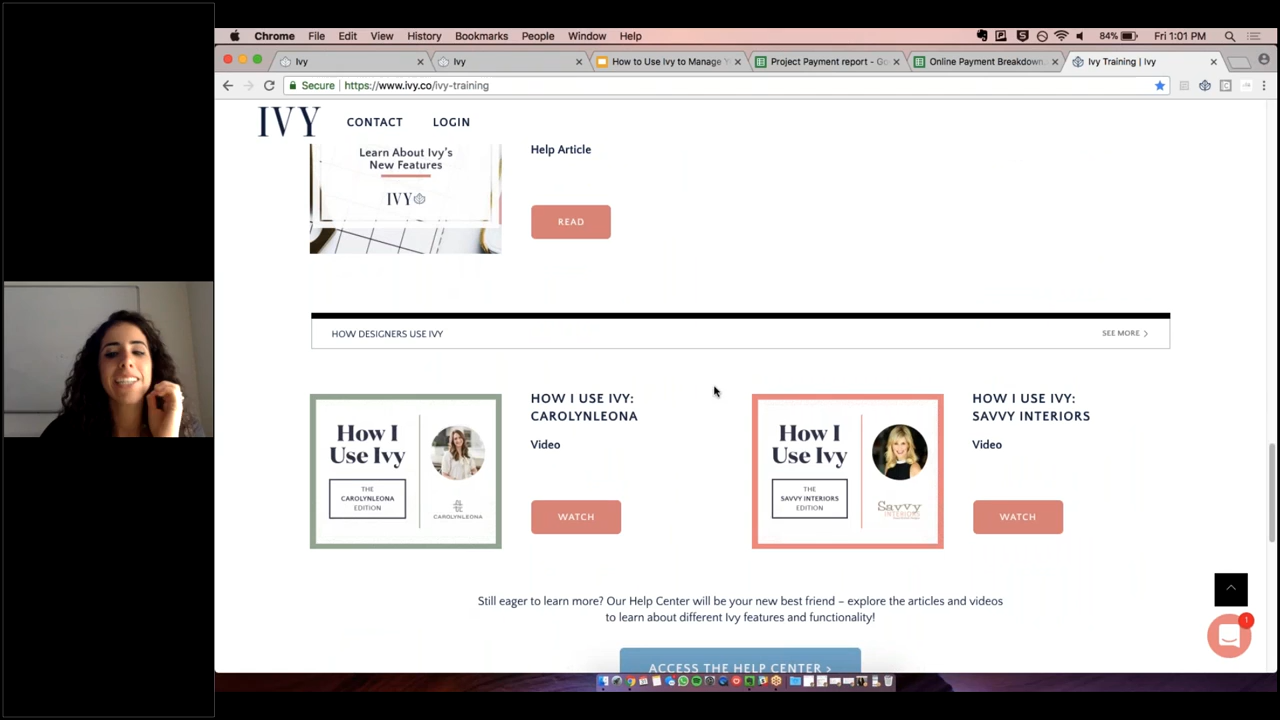 Chrome File Edit View History Bookmarks People Window Help 84% Fri 1:01 PM
Ivy
Ivy
How to Use Ivy to Manage
Project Payment report - Go
Online Payment Breakdown
Ivy Training | Ivy
Secure https://www.ivy.co/ivy-training
IVY CONTACT LOGIN
Learn About Ivy's
New Features
IVY
Help Article
READ
HOW DESIGNERS USE IVY
SEE MORE >
How I
Use Ivy
THE
CAROLYNLEONA
EDITION
CAROLYNLEONA
HOW I USE IVY:
CAROLYNLEONA
Video
WATCH
How I
Use Ivy
THE
SAVVY INTERIORS
EDITION
Savvy
INTERIORS
HOW I USE IVY:
SAVVY INTERIORS
Video
WATCH
Still eager to learn more? Our Help Center will be your new best friend – explore the articles and videos
to learn about different Ivy features and functionality!
1
ACCESS THE HELP CENTER >